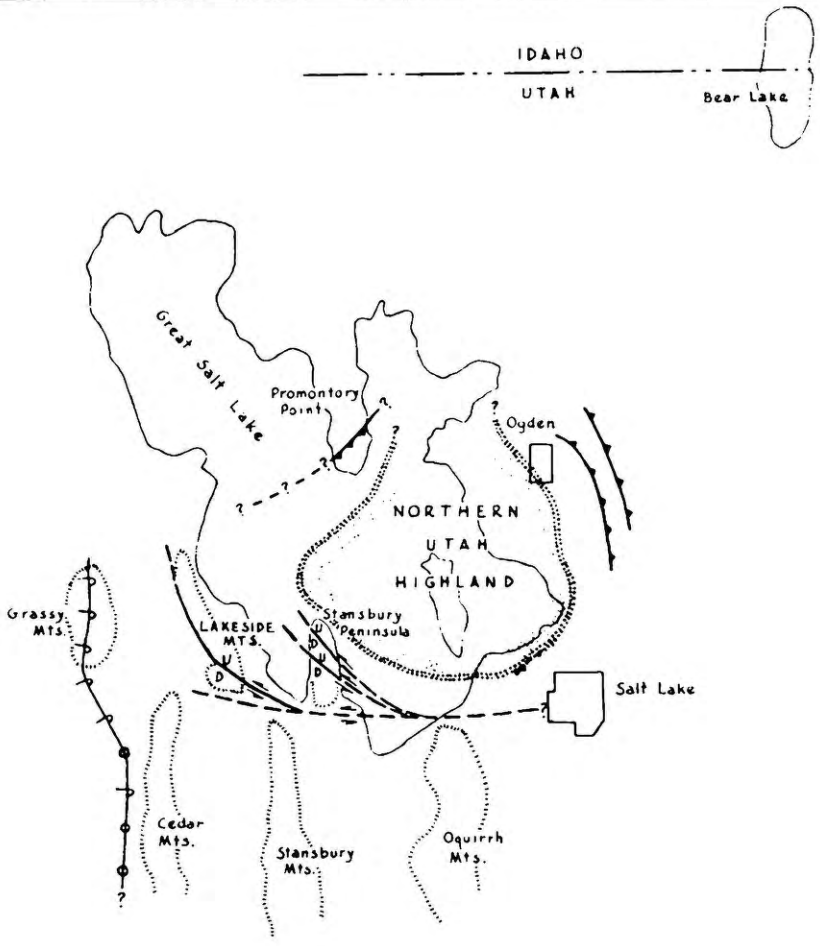 IDAHO
UTAH
Bear Lake
Great Salt Lake
Promontory
Point
?
?
?
?
?
?
?
Ogden
NORTHERN
UTAH
HIGHLAND
Grassy
Mts.
LAKESIDE
MTS.
Stansbury
Peninsula
U
D
U
D
U
D
Salt Lake
?
Cedar
Mts.
Stansbury
Mts.
Oquirrh
Mts.
?